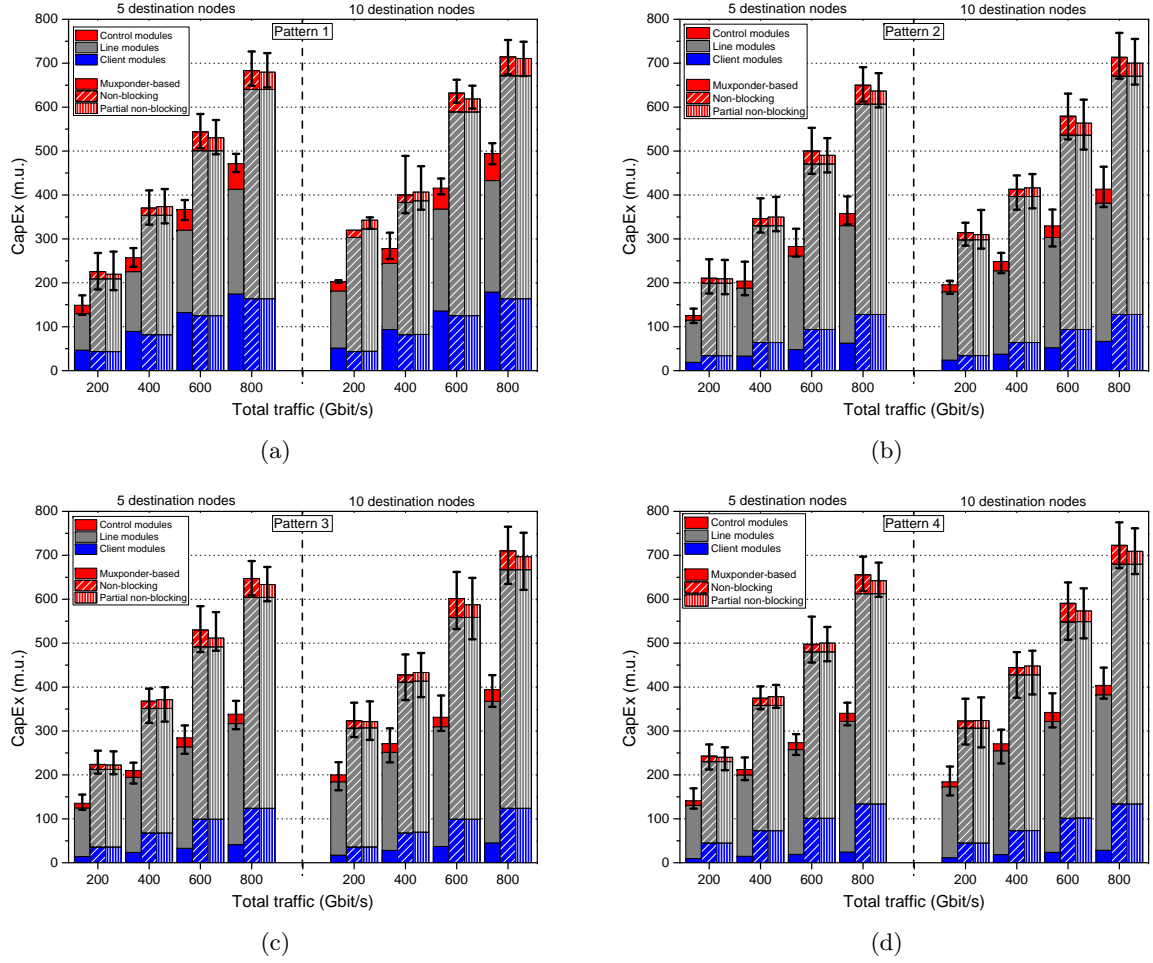 5 destination nodes 10 destination nodes
Pattern 1
Control modules
Line modules
Client modules
Muxponder-based
Non-blocking
Partial non-blocking
CapEx (m.u.)
800
700
600
500
400
300
200
100
0
200 400 600 800 200 400 600 800
Total traffic (Gbit/s)
(a)
5 destination nodes 10 destination nodes
Pattern 2
Control modules
Line modules
Client modules
Muxponder-based
Non-blocking
Partial non-blocking
CapEx (m.u.)
800
700
600
500
400
300
200
100
0
200 400 600 800 200 400 600 800
Total traffic (Gbit/s)
(b)
5 destination nodes 10 destination nodes
Pattern 3
Control modules
Line modules
Client modules
Muxponder-based
Non-blocking
Partial non-blocking
CapEx (m.u.)
800
700
600
500
400
300
200
100
0
200 400 600 800 200 400 600 800
Total traffic (Gbit/s)
(c)
5 destination nodes 10 destination nodes
Pattern 4
Control modules
Line modules
Client modules
Muxponder-based
Non-blocking
Partial non-blocking
CapEx (m.u.)
800
700
600
500
400
300
200
100
0
200 400 600 800 200 400 600 800
Total traffic (Gbit/s)
(d)